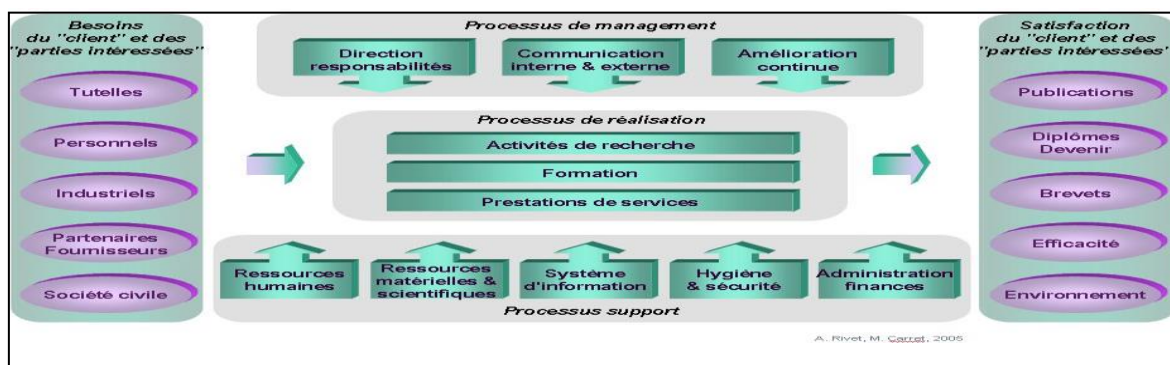 Besoins
du "client" et des
"parties intéressées"
Tutelles
Personnels
Industriels
Partenaires
Fournisseurs
Société civile
Processus de management
Direction
responsabilités
Communication
interne & externe
Amélioration
continue
Processus de réalisation
Activités de recherche
Formation
Prestations de services
Ressources
humaines
Ressources
matérielles &
scientifiques
Système
d'information
Hygiène
& sécurité
Administration
finances
Processus support
Satisfaction
du "client" et des
"parties intéressées"
Publications
Diplômes
Devenir
Brevets
Efficacité
Environnement
A. Rivet, M. Carret, 2005